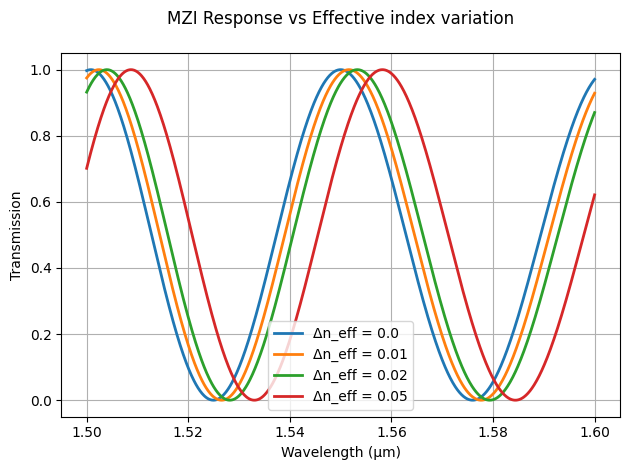 MZI Response vs Effective index variation
Transmission
1.0
0.8
0.6
0.4
0.2
0.0
Δn_eff = 0.0
Δn_eff = 0.01
Δn_eff = 0.02
Δn_eff = 0.05
1.50
1.52
1.54
1.56
1.58
1.60
Wavelength (μm)